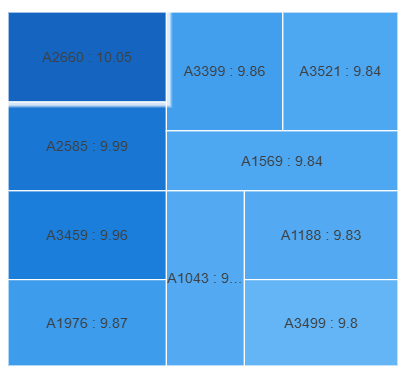 A2660 : 10.05
A3399 : 9.86
A3521 : 9.84
A2585 : 9.99
A1569 : 9.84
A3459 : 9.96
A1043 : 9...
A1188 : 9.83
A1976 : 9.87
A3499 : 9.8